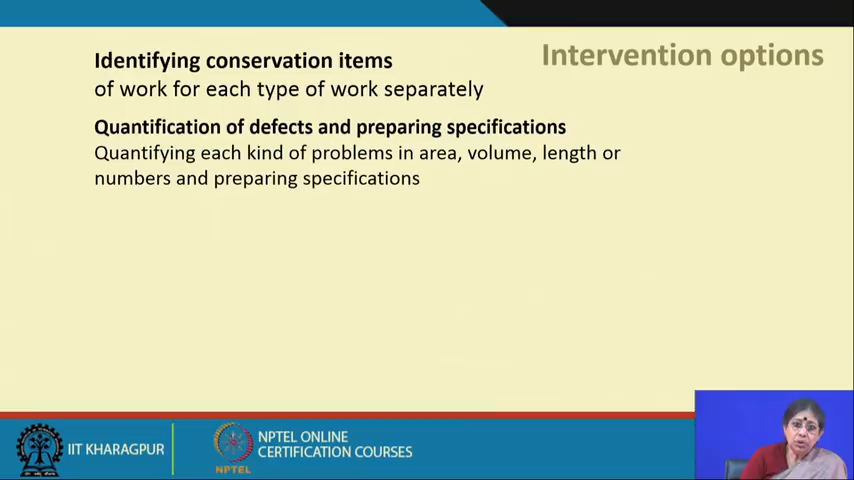 Intervention options
Identifying conservation items
of work for each type of work separately
Quantification of defects and preparing specifications
Quantifying each kind of problems in area, volume, length or
numbers and preparing specifications
IIT KHARAGPUR
NPTEL
NPTEL ONLINE
CERTIFICATION COURSES